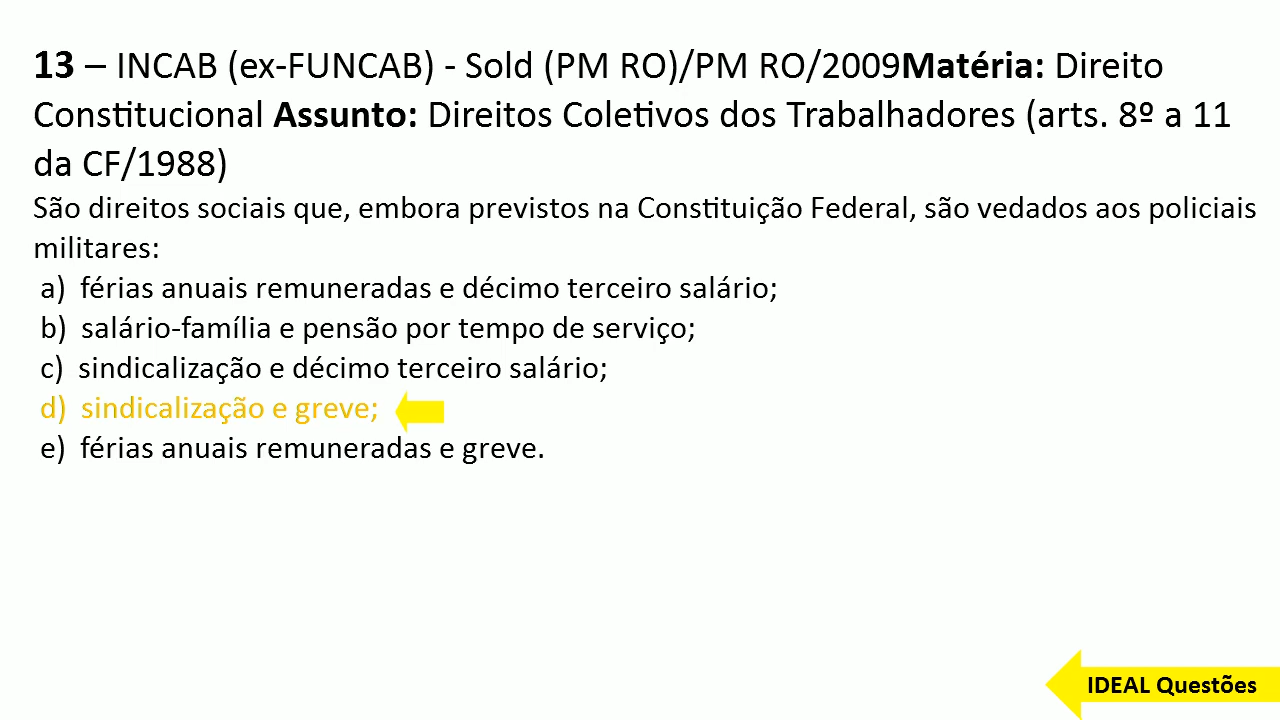 13 – INCAB (ex-FUNCAB) - Sold (PM RO)/PM RO/2009Matéria: Direito
Constitucional Assunto: Direitos Coletivos dos Trabalhadores (arts. 8º a 11
da CF/1988)
São direitos sociais que, embora previstos na Constituição Federal, são vedados aos policiais
militares:
a) férias anuais remuneradas e décimo terceiro salário;
b) salário-família e pensão por tempo de serviço;
c) sindicalização e décimo terceiro salário;
d) sindicalização e greve;
e) férias anuais remuneradas e greve.
IDEAL Questões